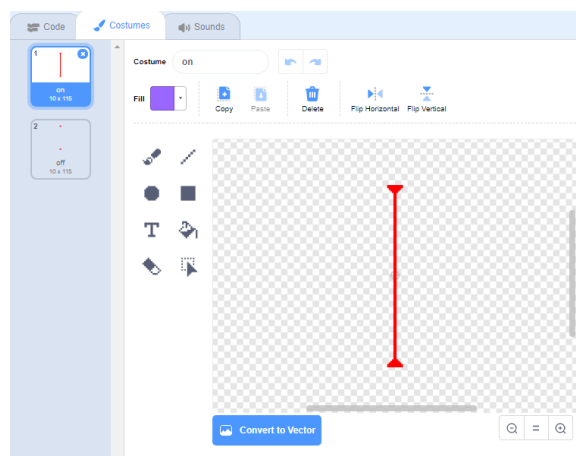 Code
Costumes
Sounds
1
on
10 x 115
2
off
10 x 115
Costume
on
Fill
Copy
Paste
Delete
Flip Horizontal
Flip Vertical
T
Convert to Vector